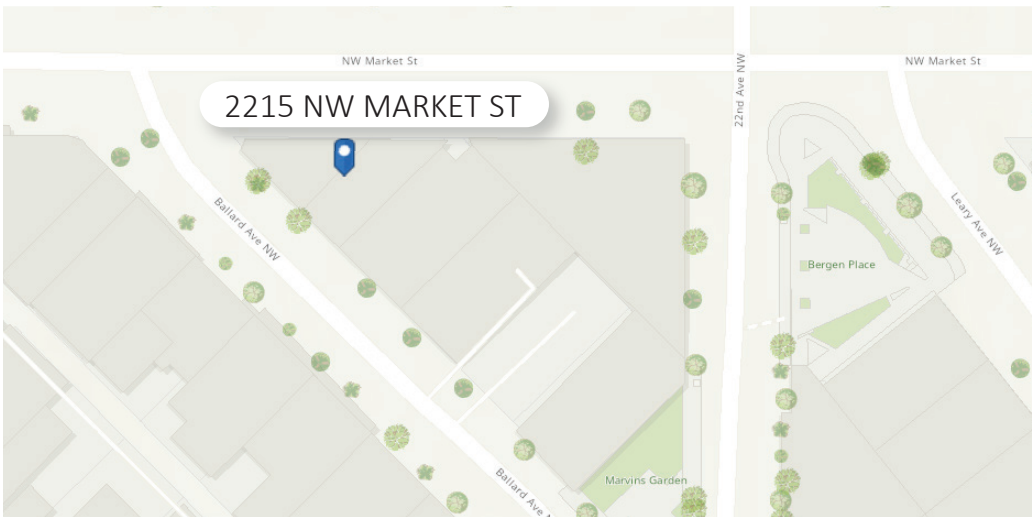 NW Market St
NW Market St
22nd Ave NW
2215 NW MARKET ST
Ballard Ave NW
Leary Ave NW
Bergen Place
Marvins Garden
Ballard Ave N